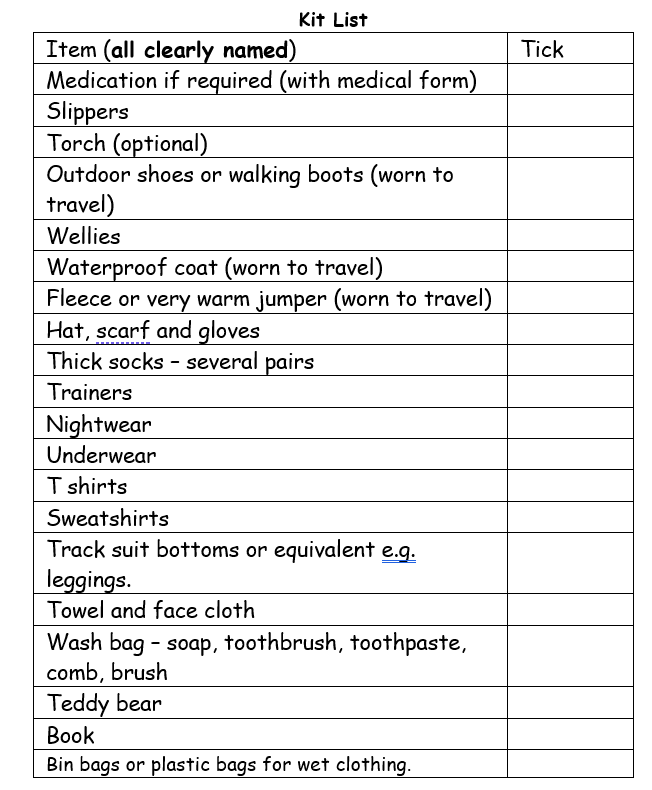 Kit List
Item (all clearly named) Tick
Medication if required (with medical form)
Slippers
Torch (optional)
Outdoor shoes or walking boots (worn to
travel)
Wellies
Waterproof coat (worn to travel)
Fleece or very warm jumper (worn to travel)
Hat, scarf and gloves
Thick socks – several pairs
Trainers
Nightwear
Underwear
T shirts
Sweatshirts
Track suit bottoms or equivalent e.g.
leggings.
Towel and face cloth
Wash bag – soap, toothbrush, toothpaste,
comb, brush
Teddy bear
Book
Bin bags or plastic bags for wet clothing.